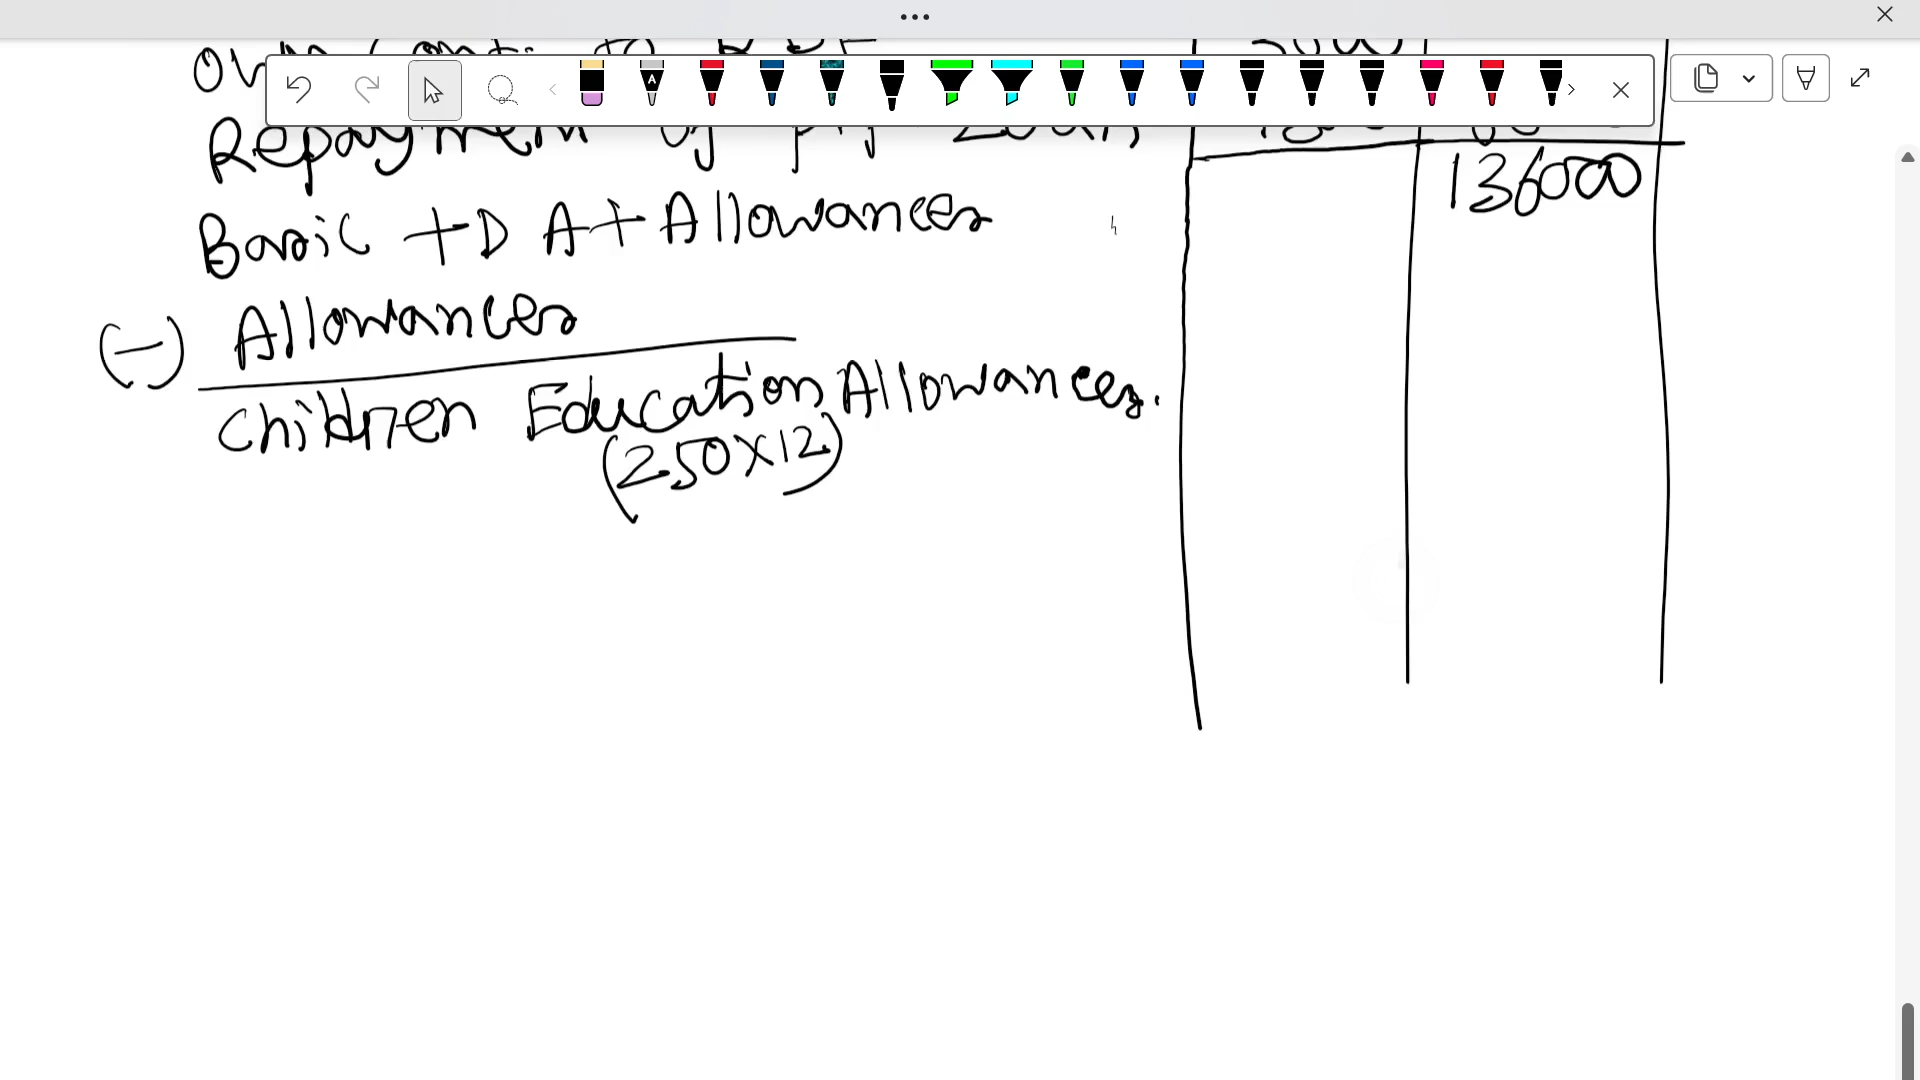 Repayment of
136000
Basic + D A + Allowances
(-) Allowances
Children Education Allowances.
(250X12)